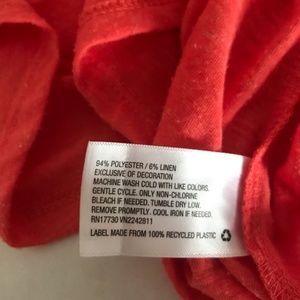 94% POLYESTER / 6% LINEN
EXCLUSIVE OF DECORATION
MACHINE WASH COLD WITH LIKE COLORS.
GENTLE CYCLE. ONLY NON-CHLORINE
BLEACH IF NEEDED. TUMBLE DRY LOW.
REMOVE PROMPTLY. COOL IRON IF NEEDED.
RN17730 VN2242811
LABEL MADE FROM 100% RECYCLED PLASTIC